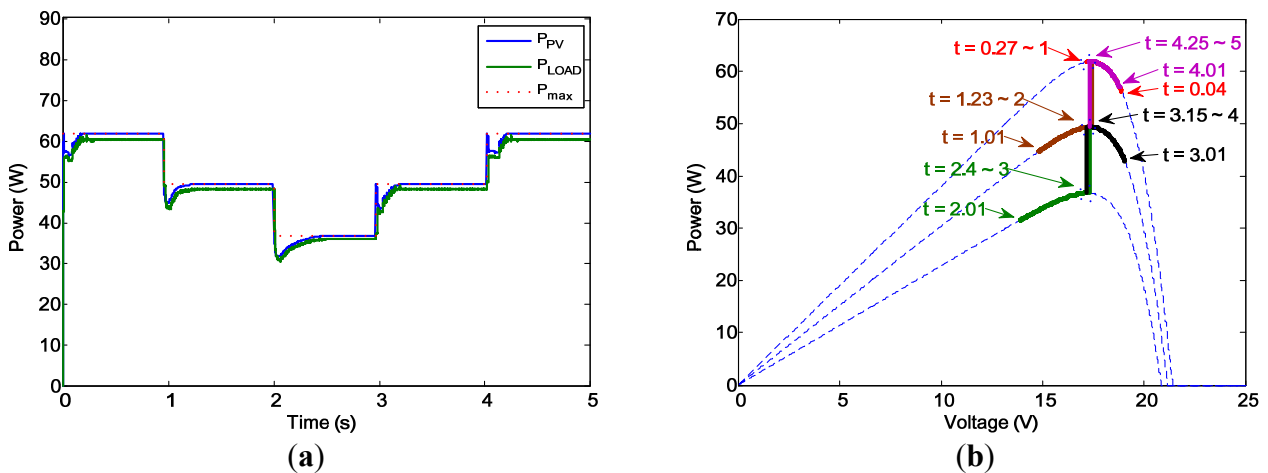 90
80
70
60
50
40
30
20
10
0
Power (W)
P_PV
P_LOAD
P_max
0 1 2 3 4 5
Time (s)
(a)
70
60
50
40
30
20
10
0
Power (W)
t = 0.27 ~ 1
t = 4.25 ~ 5
t = 4.01
t = 0.04
t = 1.23 ~ 2
t = 3.15 ~ 4
t = 1.01
t = 3.01
t = 2.4 ~ 3
t = 2.01
0 5 10 15 20 25
Voltage (V)
(b)